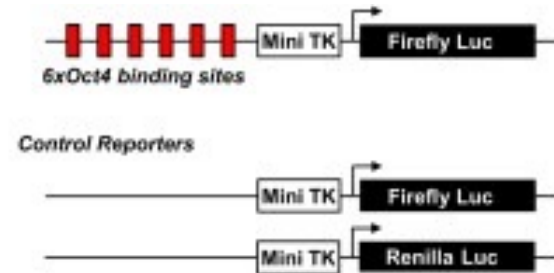 Mini TK Firefly Luc
6xOct4 binding sites
Control Reporters
Mini TK Firefly Luc
Mini TK Renilla Luc